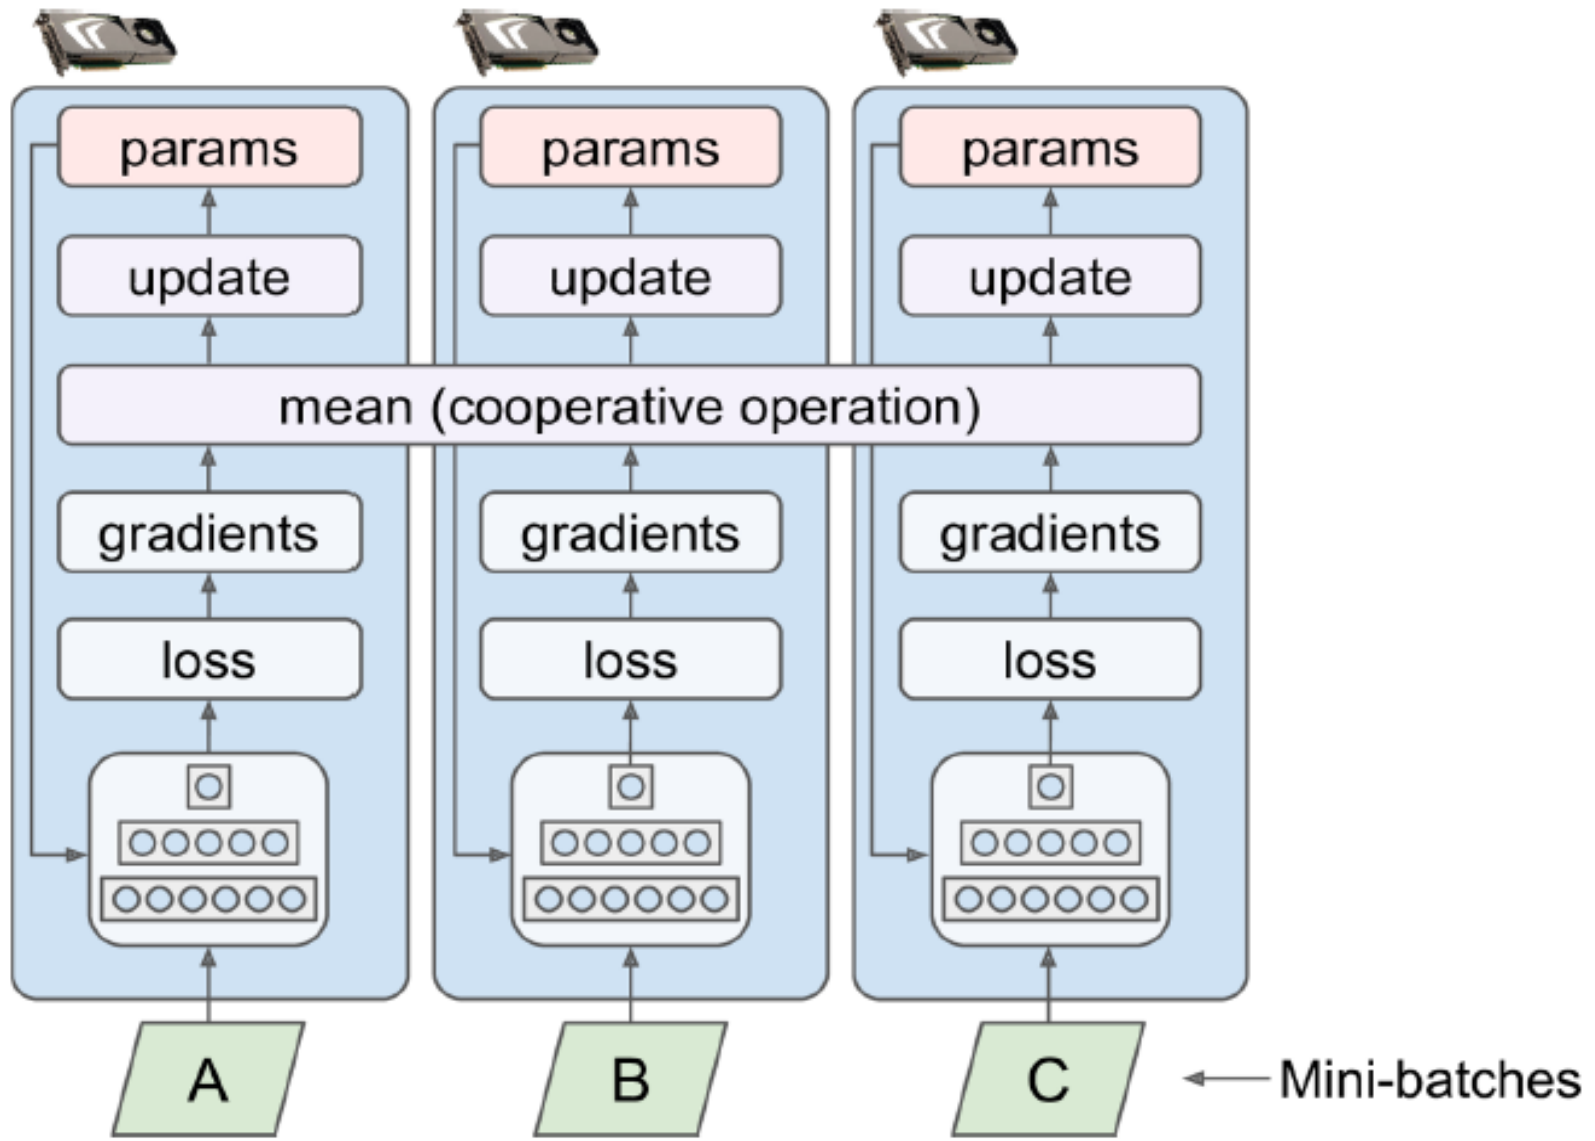 params params params
update update update
mean (cooperative operation)
gradients gradients gradients
loss loss loss
A B C Mini-batches